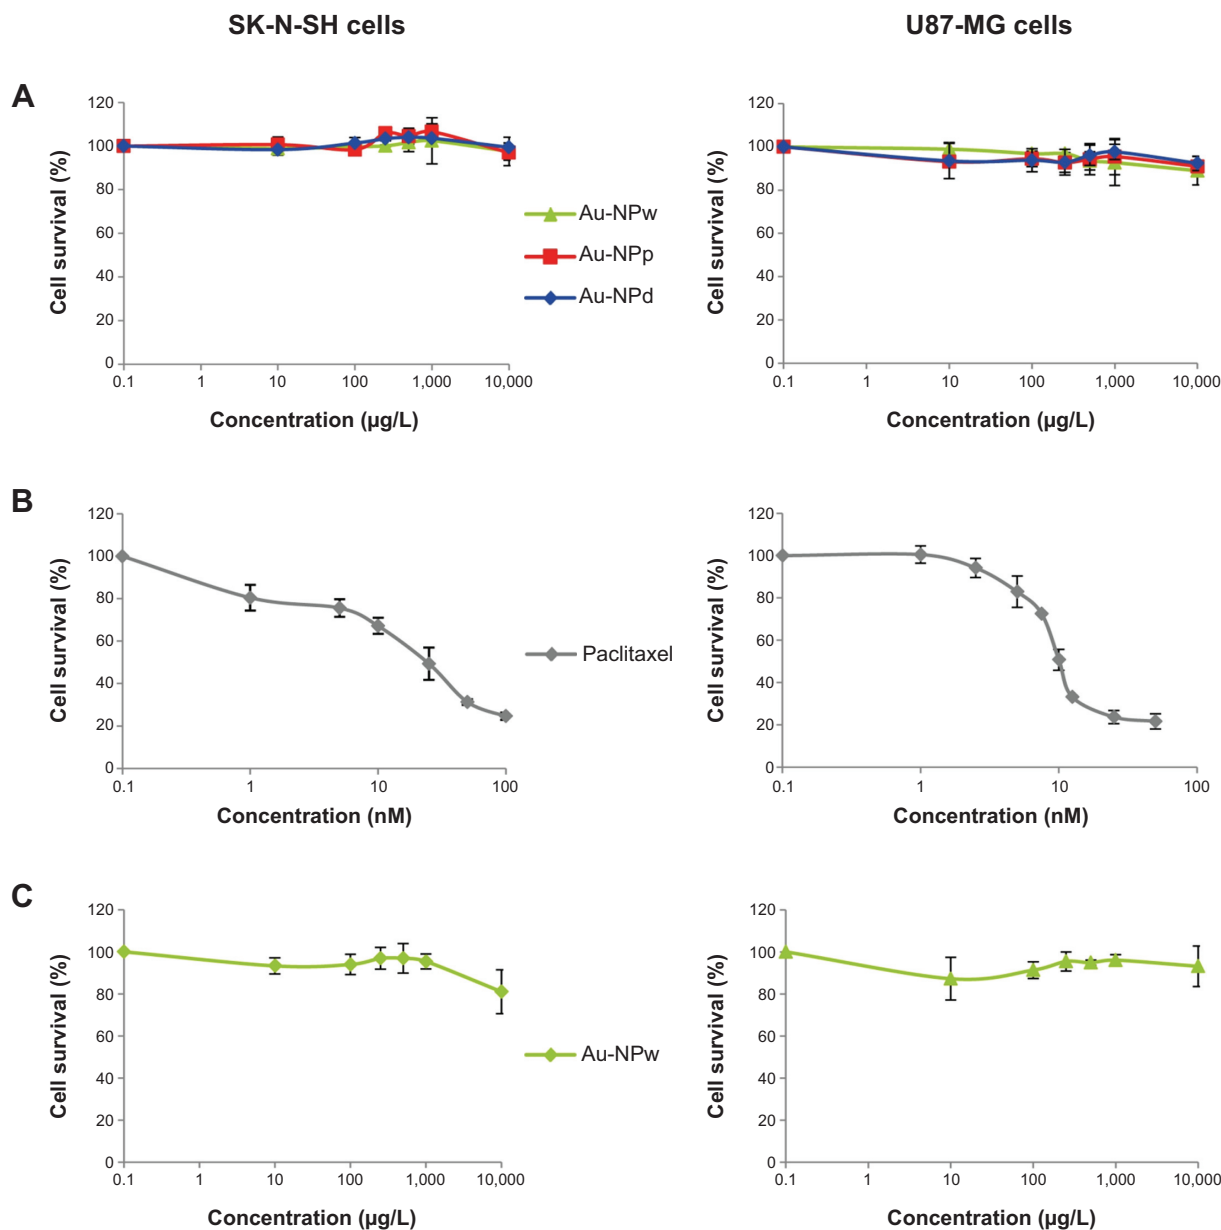 SK-N-SH cells
U87-MG cells
A
Cell survival (%)
120
100
80
60
40
20
0
0.1 1 10 100 1,000 10,000
Concentration (µg/L)
Au-NPw
Au-NPp
Au-NPd
Cell survival (%)
120
100
80
60
40
20
0
0.1 1 10 100 1,000 10,000
Concentration (µg/L)
B
Cell survival (%)
120
100
80
60
40
20
0
0.1 1 10 100
Concentration (nM)
Paclitaxel
Cell survival (%)
120
100
80
60
40
20
0
0.1 1 10 100
Concentration (nM)
C
Cell survival (%)
120
100
80
60
40
20
0
0.1 1 10 100 1,000 10,000
Concentration (µg/L)
Au-NPw
Cell survival (%)
120
100
80
60
40
20
0
0.1 1 10 100 1,000 10,000
Concentration (µg/L)